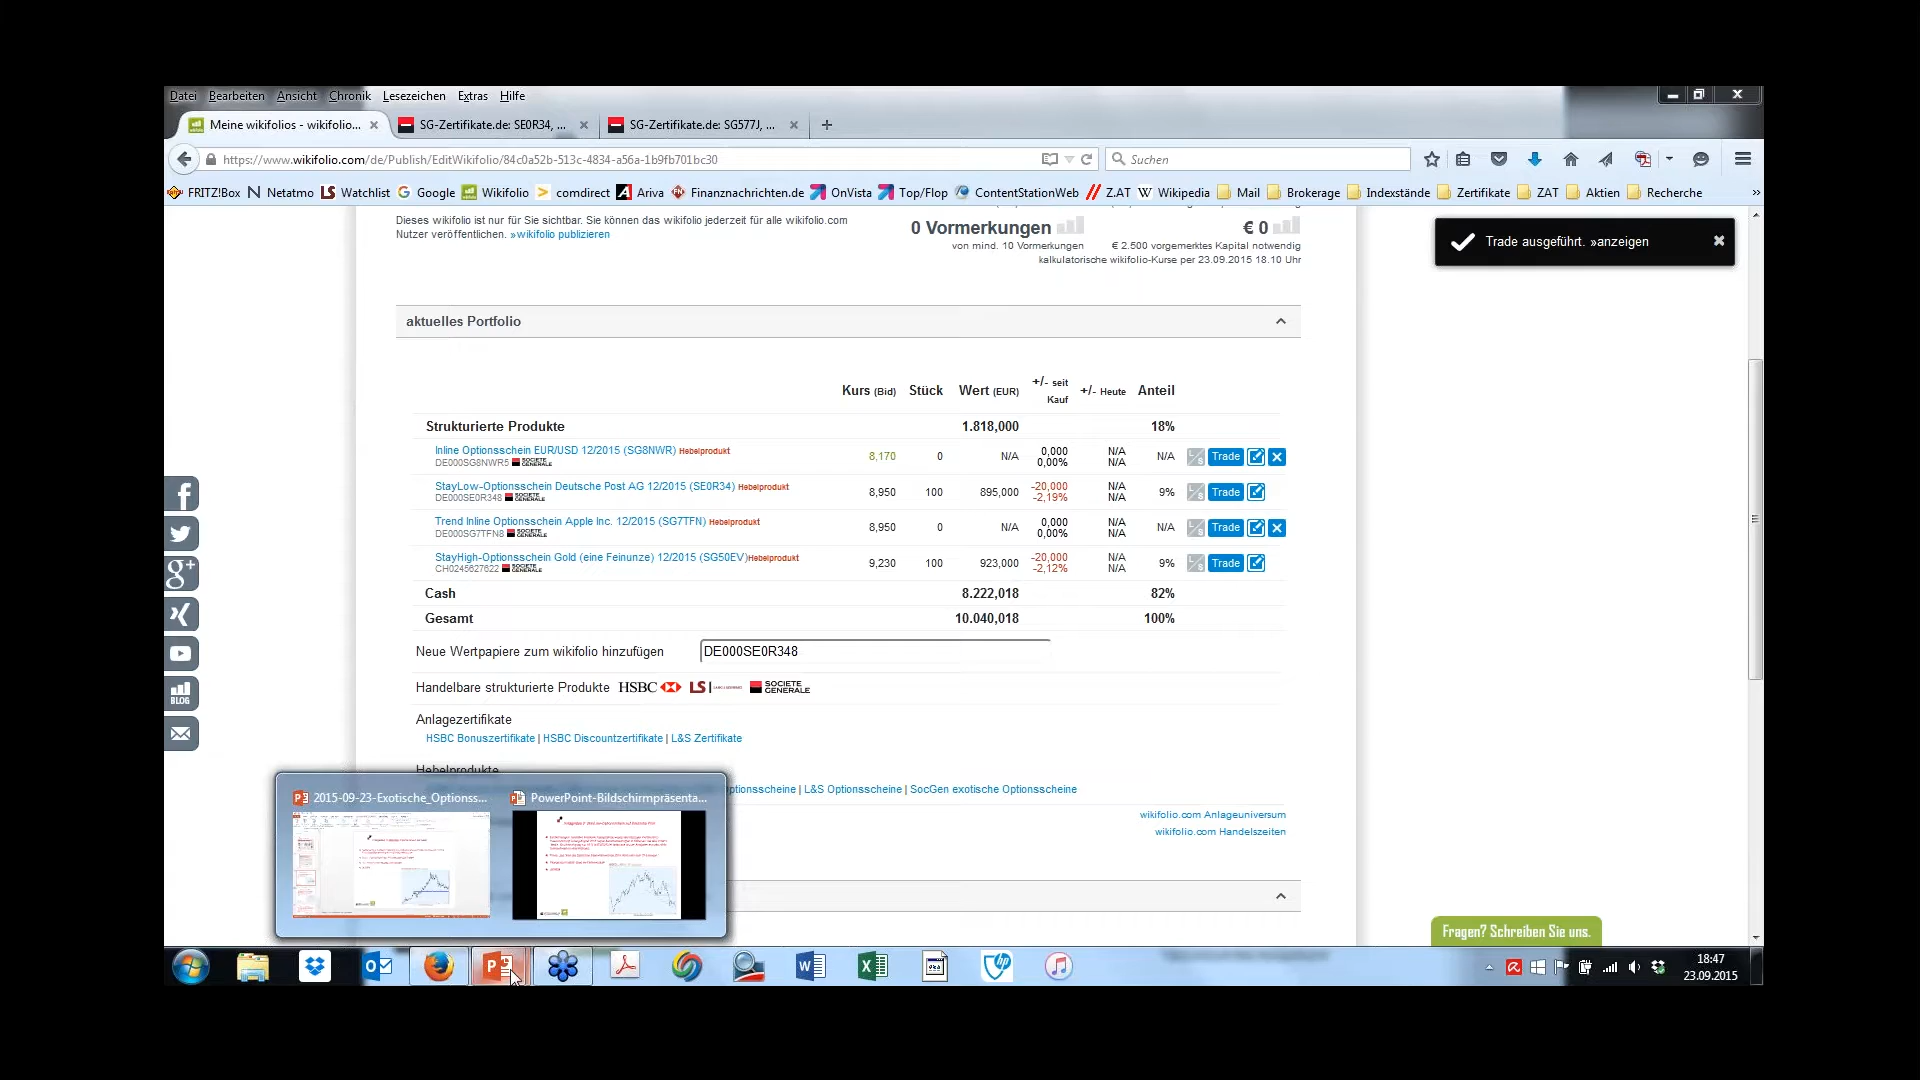 Datei Bearbeiten Ansicht Chronik Lesezeichen Extras Hilfe
Meine wikifolios - wikifolio... SG-Zertifikate.de: SE0R34, ... SG-Zertifikate.de: SG577J, ...
https://www.wikifolio.com/de/Publish/EditWikifolio/84c0a52b-513c-4834-a56a-1b9fb701bc30 Suchen
FRITZ!Box Netatmo Watchlist Google Wikifolio comdirect Ariva Finanznachrichten.de OnVista Top/Flop ContentStationWeb Z.AT Wikipedia Mail Brokerage Indexstände Zertifikate ZAT Aktien Recherche »
Dieses wikifolio ist nur für Sie sichtbar. Sie können das wikifolio jederzeit für alle wikifolio.com
Nutzer veröffentlichen. »wikifolio publizieren
0 Vormerkungen € 0
von mind. 10 Vormerkungen € 2.500 vorgemerktes Kapital notwendig
kalkulatorische wikifolio-Kurse per 23.09.2015 18.10 Uhr
Trade ausgeführt. »anzeigen
aktuelles Portfolio
Kurs (Bid) Stück Wert (EUR) +/- seit Kauf +/- Heute Anteil
Strukturierte Produkte 1.818,000 18%
Inline Optionsschein EUR/USD 12/2015 (SG8NWR) Hebelprodukt
DE000SG8NWR5 SOCIETE GENERALE
8,170 0 N/A 0,000 N/A N/A Trade
0,00% N/A
StayLow-Optionsschein Deutsche Post AG 12/2015 (SE0R34) Hebelprodukt
DE000SE0R348 SOCIETE GENERALE
8,950 100 895,000 -20,000 N/A 9% Trade
-2,19% N/A
Trend Inline Optionsschein Apple Inc. 12/2015 (SG7TFN) Hebelprodukt
DE000SG7TFN8 SOCIETE GENERALE
8,950 0 N/A 0,000 N/A N/A Trade
0,00% N/A
StayHigh-Optionsschein Gold (eine Feinunze) 12/2015 (SG50EV)Hebelprodukt
CH0245627622 SOCIETE GENERALE
9,230 100 923,000 -20,000 N/A 9% Trade
-2,12% N/A
Cash 8.222,018 82%
Gesamt 10.040,018 100%
Neue Wertpapiere zum wikifolio hinzufügen DE000SE0R348
Handelbare strukturierte Produkte HSBC LS SOCIETE GENERALE
Anlagezertifikate
HSBC Bonuszertifikate | HSBC Discountzertifikate | L&S Zertifikate
Hebelprodukte
ptionsscheine | L&S Optionsscheine | SocGen exotische Optionsscheine
wikifolio.com Anlageuniversum
wikifolio.com Handelszeiten
BLOG
2015-09-23-Exotische_Optionss... PowerPoint-Bildschirmpräsenta...
Fragen? Schreiben Sie uns.
18:47
23.09.2015